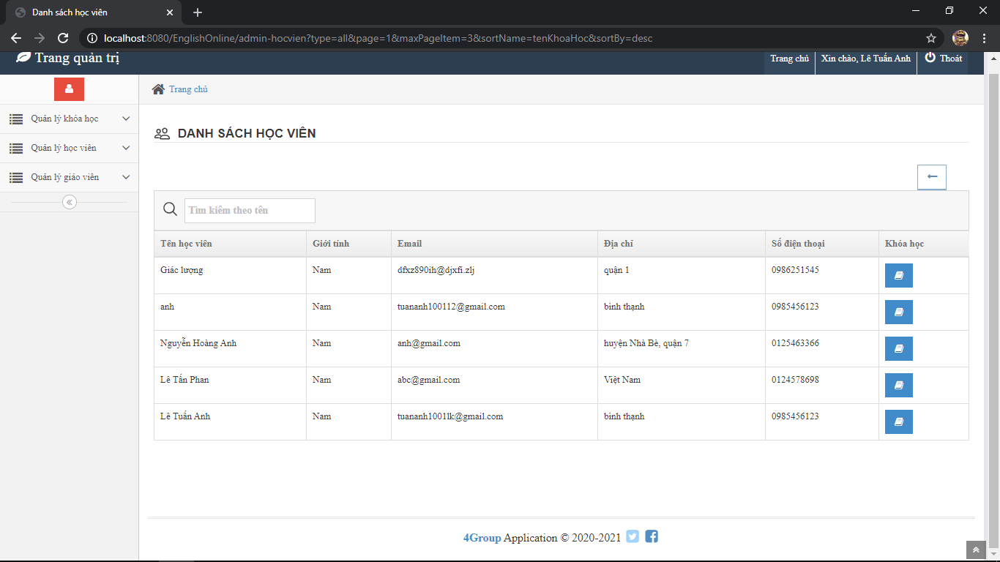 Danh sách học viên
localhost:8080/EnglishOnline/admin-hocvien?type=all&page=1&maxPageItem=3&sortName=tenKhoaHoc&sortBy=desc
Trang quản trị
Trang chủ Xin chào, Lê Tuấn Anh Thoát
Trang chủ
Quản lý khóa học
Quản lý học viên
Quản lý giáo viên
DANH SÁCH HỌC VIÊN
Tìm kiếm theo tên
Tên học viên Giới tính Email Địa chỉ Số điện thoại Khóa học
Giác lượng Nam dfxz890ih@djxfi.zlj quận 1 0986251545
anh Nam tuananh100112@gmail.com bình thạnh 0985456123
Nguyễn Hoàng Anh Nam anh@gmail.com huyện Nhà Bè, quận 7 0125463366
Lê Tấn Phan Nam abc@gmail.com Việt Nam 0124578698
Lê Tuấn Anh Nam tuananh1001lk@gmail.com bình thạnh 0985456123
4Group Application © 2020-2021